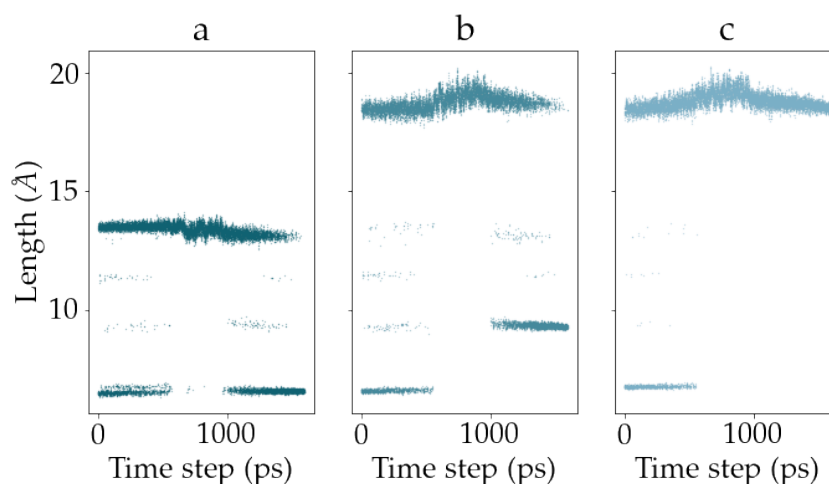 a b c
20
15
10
Length (Å)
0 1000 0 1000 0 1000
Time step (ps) Time step (ps) Time step (ps)